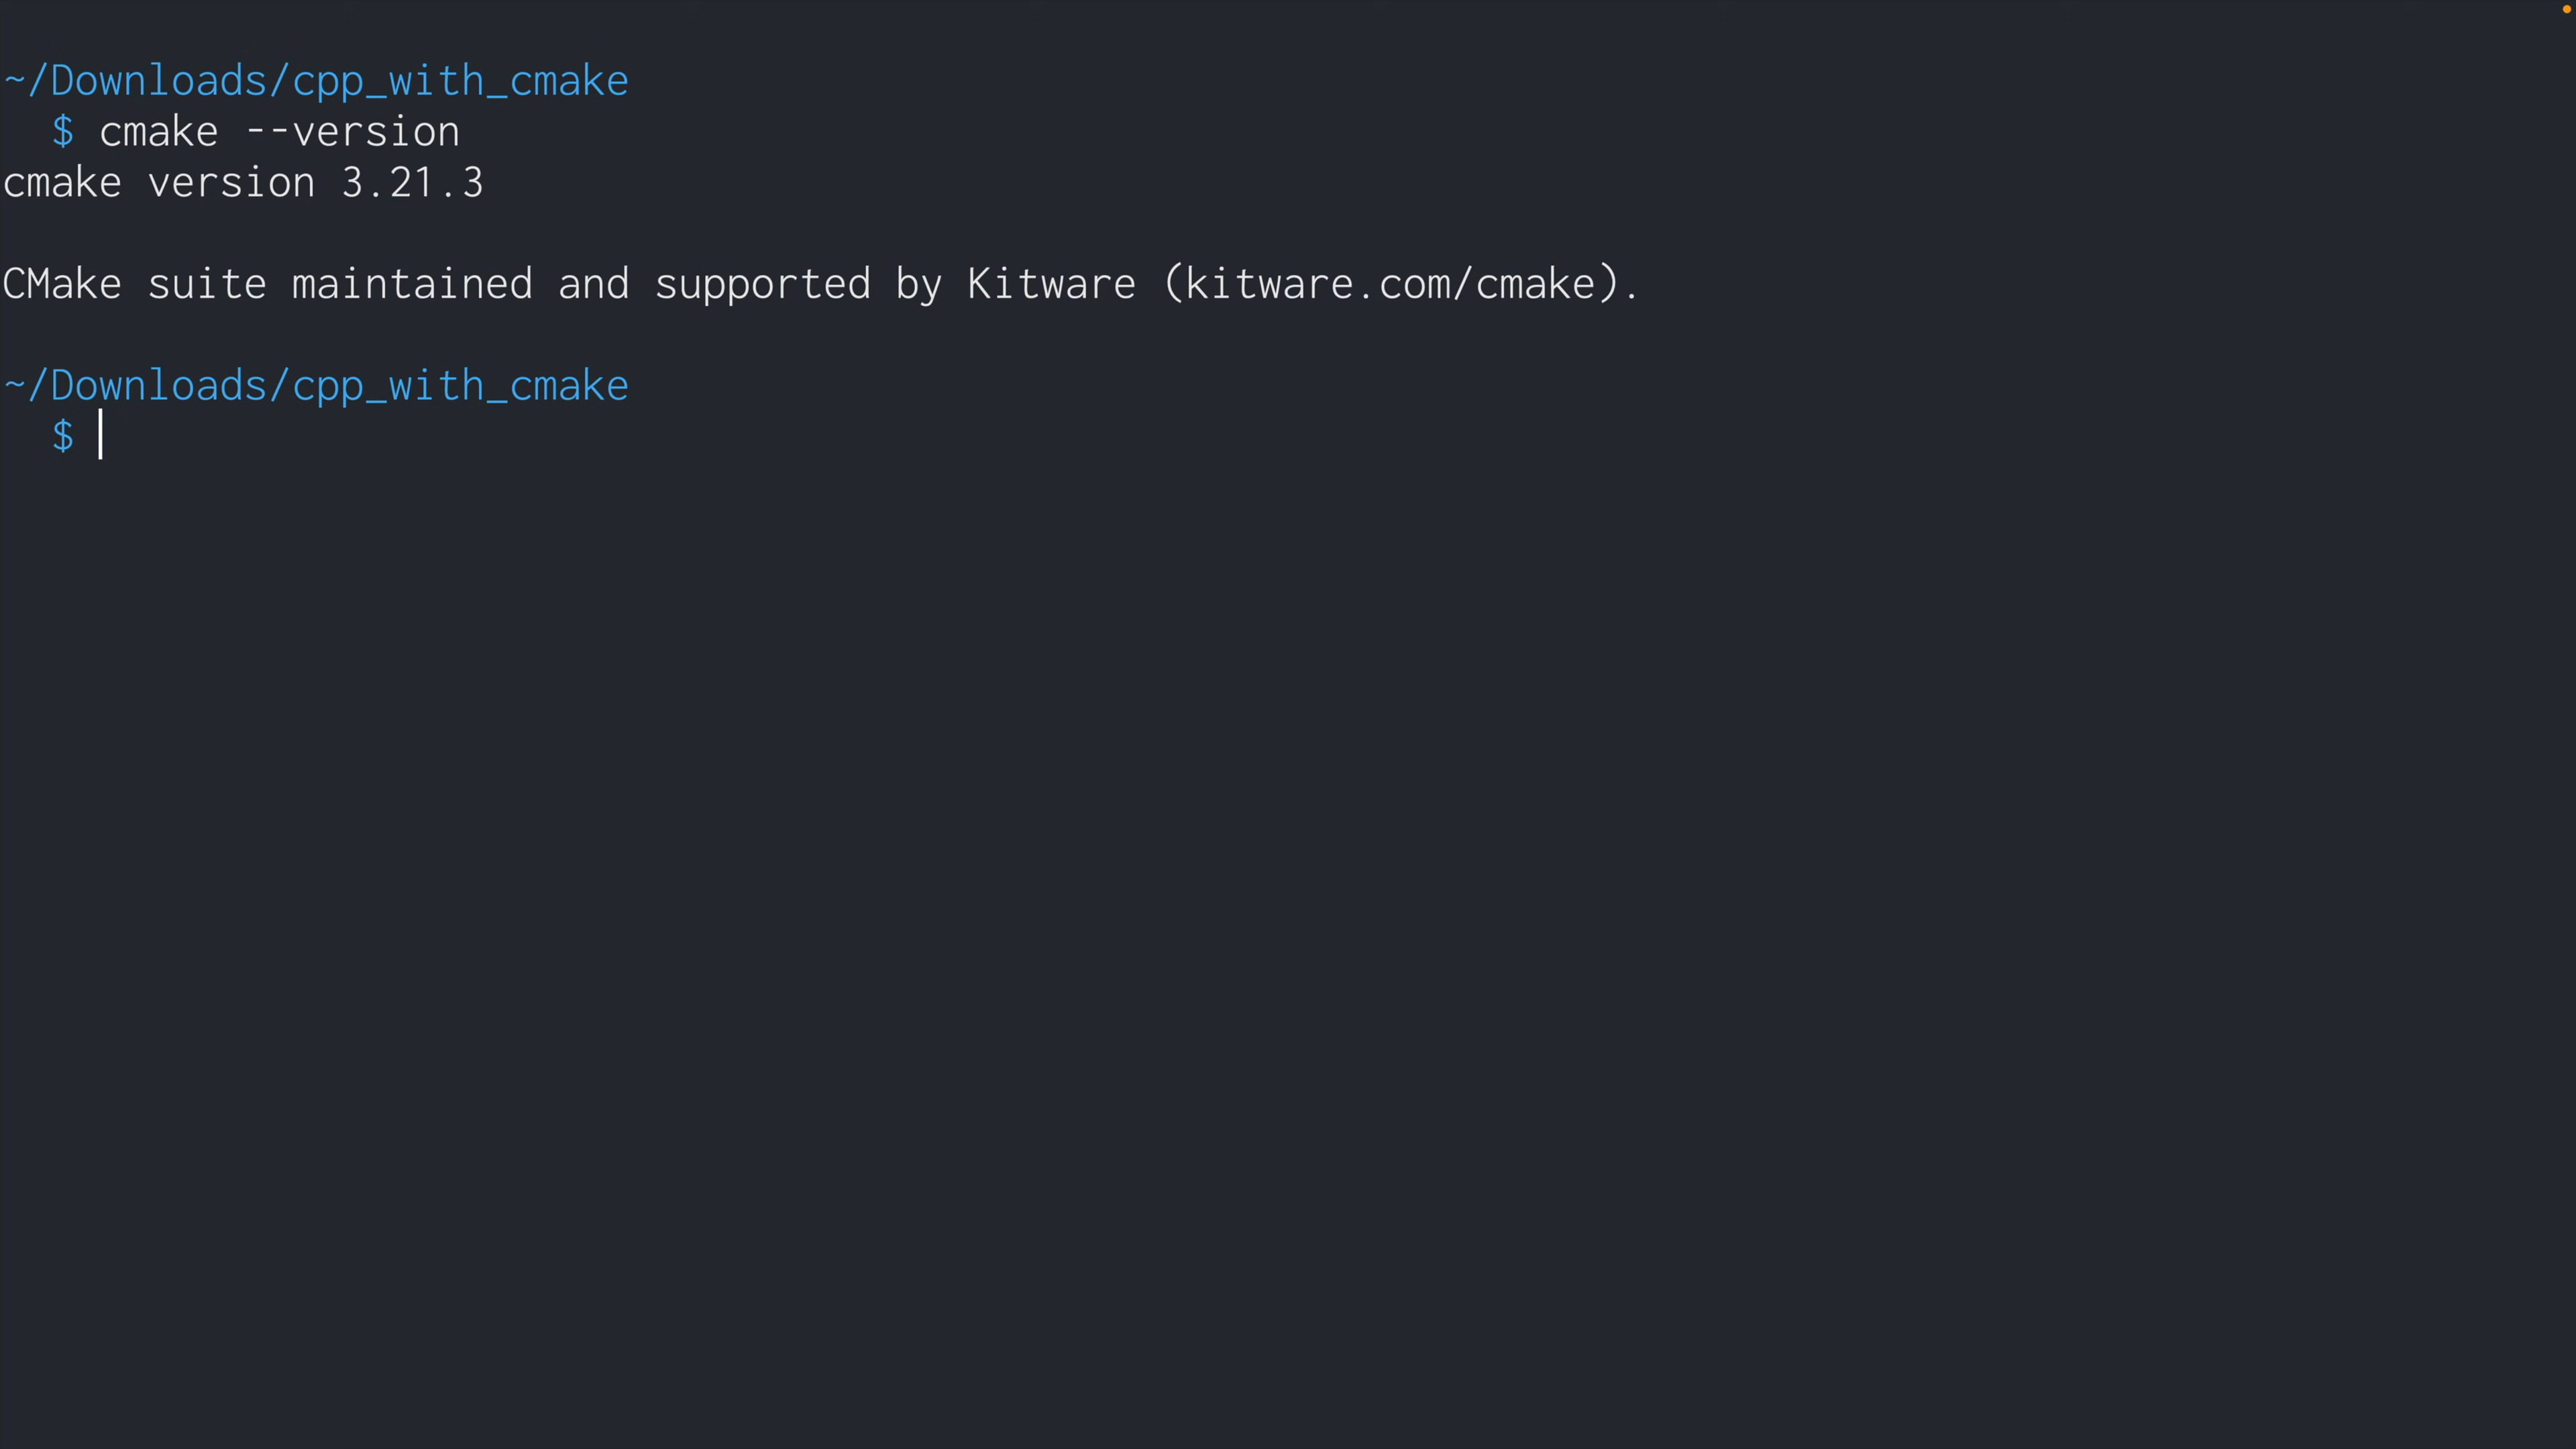 ~/Downloads/cpp_with_cmake
$ cmake --version
cmake version 3.21.3
CMake suite maintained and supported by Kitware (kitware.com/cmake).
~/Downloads/cpp_with_cmake
$